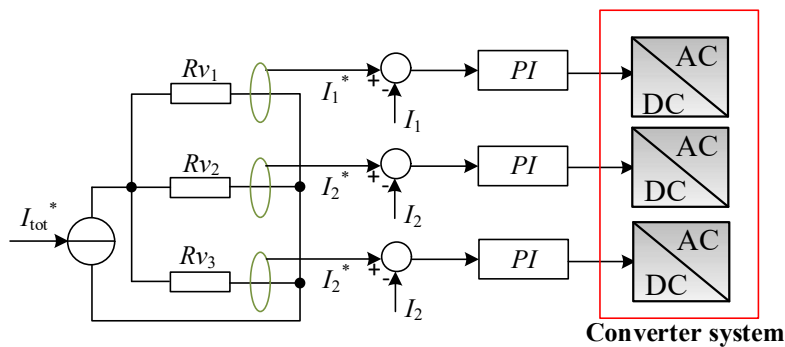 Rv₁
I₁*
+
-
I₁
PI
AC
DC
Rv₂
I₂*
+
-
I₂
PI
AC
DC
Iₜₒₜ*
Rv₃
I₂*
+
-
I₂
PI
AC
DC
Converter system